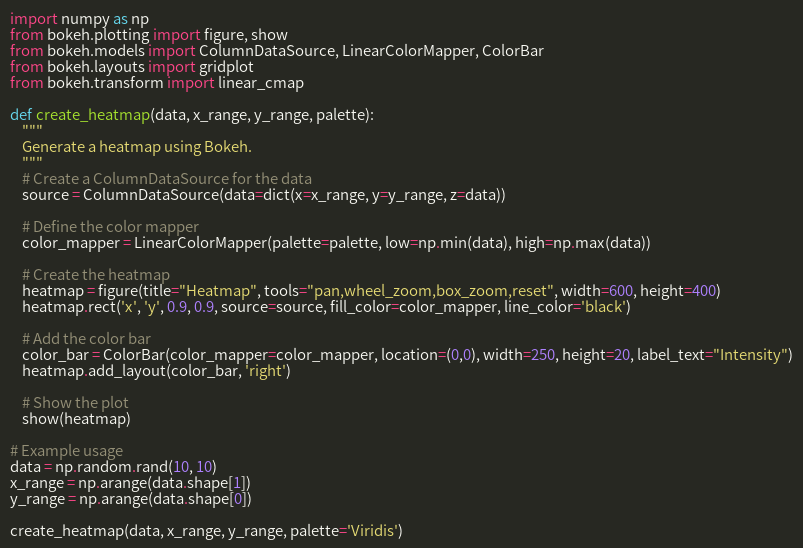 import numpy as np
from bokeh.plotting import figure, show
from bokeh.models import ColumnDataSource, LinearColorMapper, ColorBar
from bokeh.layouts import gridplot
from bokeh.transform import linear_cmap

def create_heatmap(data, x_range, y_range, palette):
    """
    Generate a heatmap using Bokeh.
    """
    # Create a ColumnDataSource for the data
    source = ColumnDataSource(data=dict(x=x_range, y=y_range, z=data))

    # Define the color mapper
    color_mapper = LinearColorMapper(palette=palette, low=np.min(data), high=np.max(data))

    # Create the heatmap
    heatmap = figure(title="Heatmap", tools="pan,wheel_zoom,box_zoom,reset", width=600, height=400)
    heatmap.rect('x', 'y', 0.9, 0.9, source=source, fill_color=color_mapper, line_color='black')

    # Add the color bar
    color_bar = ColorBar(color_mapper=color_mapper, location=(0,0), width=250, height=20, label_text="Intensity")
    heatmap.add_layout(color_bar, 'right')

    # Show the plot
    show(heatmap)

# Example usage
data = np.random.rand(10, 10)
x_range = np.arange(data.shape[1])
y_range = np.arange(data.shape[0])

create_heatmap(data, x_range, y_range, palette='Viridis')